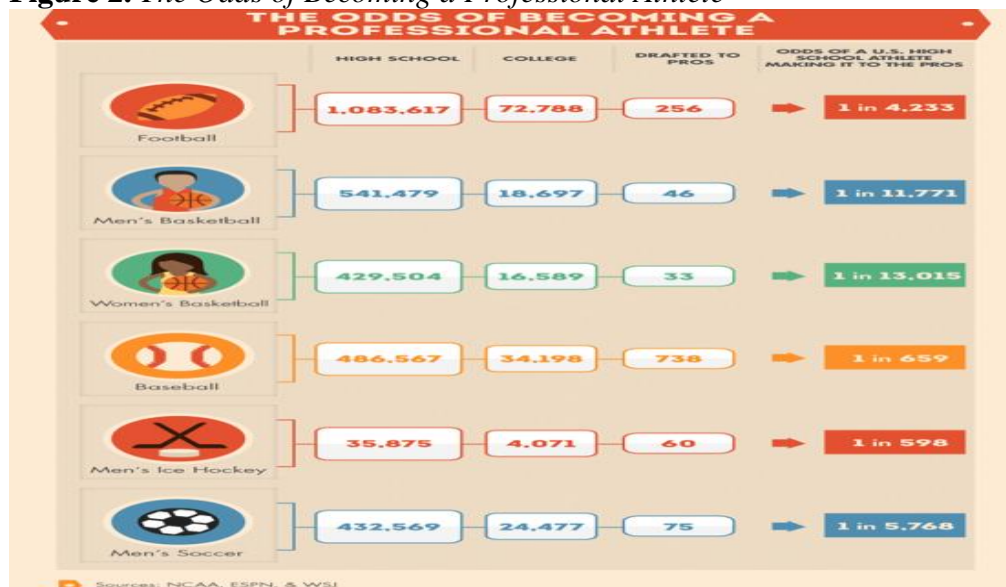 Figure 2. The Odds of Becoming a Professional Athlete
THE ODDS OF BECOMING A
PROFESSIONAL ATHLETE
HIGH SCHOOL COLLEGE DRAFTED TO
PROS ODDS OF A U.S. HIGH
SCHOOL ATHLETE
MAKING IT TO THE PROS
Football 1,083,617 72,788 256 1 in 4,233
Men's Basketball 541,479 18,697 46 1 in 11,771
Women's Basketball 429,504 16,589 33 1 in 13,015
Baseball 486,567 34,198 738 1 in 659
Men's Ice Hockey 35,875 4,071 60 1 in 598
Men's Soccer 432,569 24,477 75 1 in 5,768
Sources: NCAA, ESPN, & WSJ